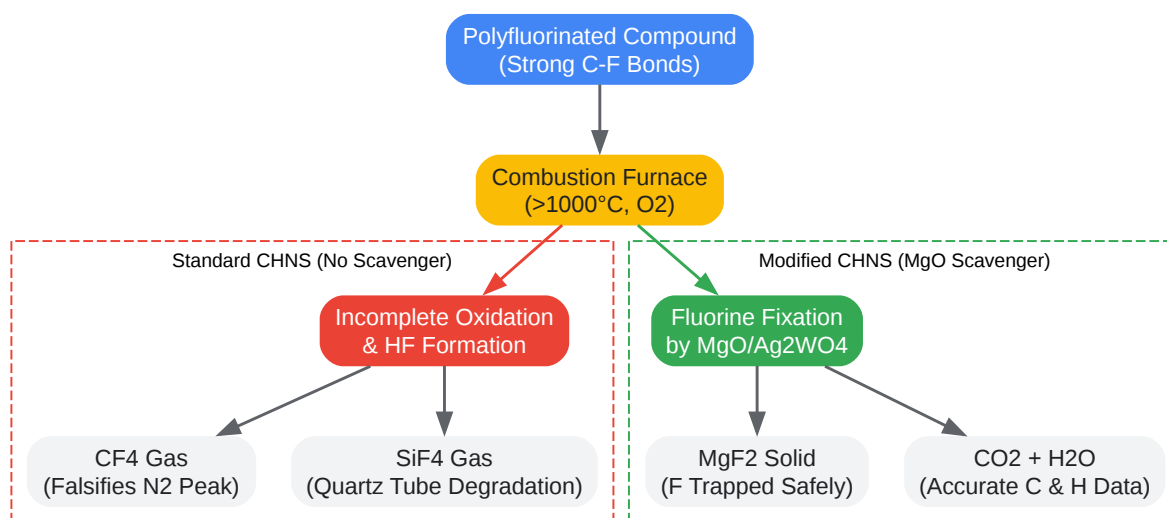 Polyfluorinated Compound
(Strong C-F Bonds)
Combustion Furnace
(>1000°C, O2)
Standard CHNS (No Scavenger)
Modified CHNS (MgO Scavenger)
Incomplete Oxidation
& HF Formation
Fluorine Fixation
by MgO/Ag2WO4
CF4 Gas
(Falsifies N2 Peak)
SiF4 Gas
(Quartz Tube Degradation)
MgF2 Solid
(F Trapped Safely)
CO2 + H2O
(Accurate C & H Data)